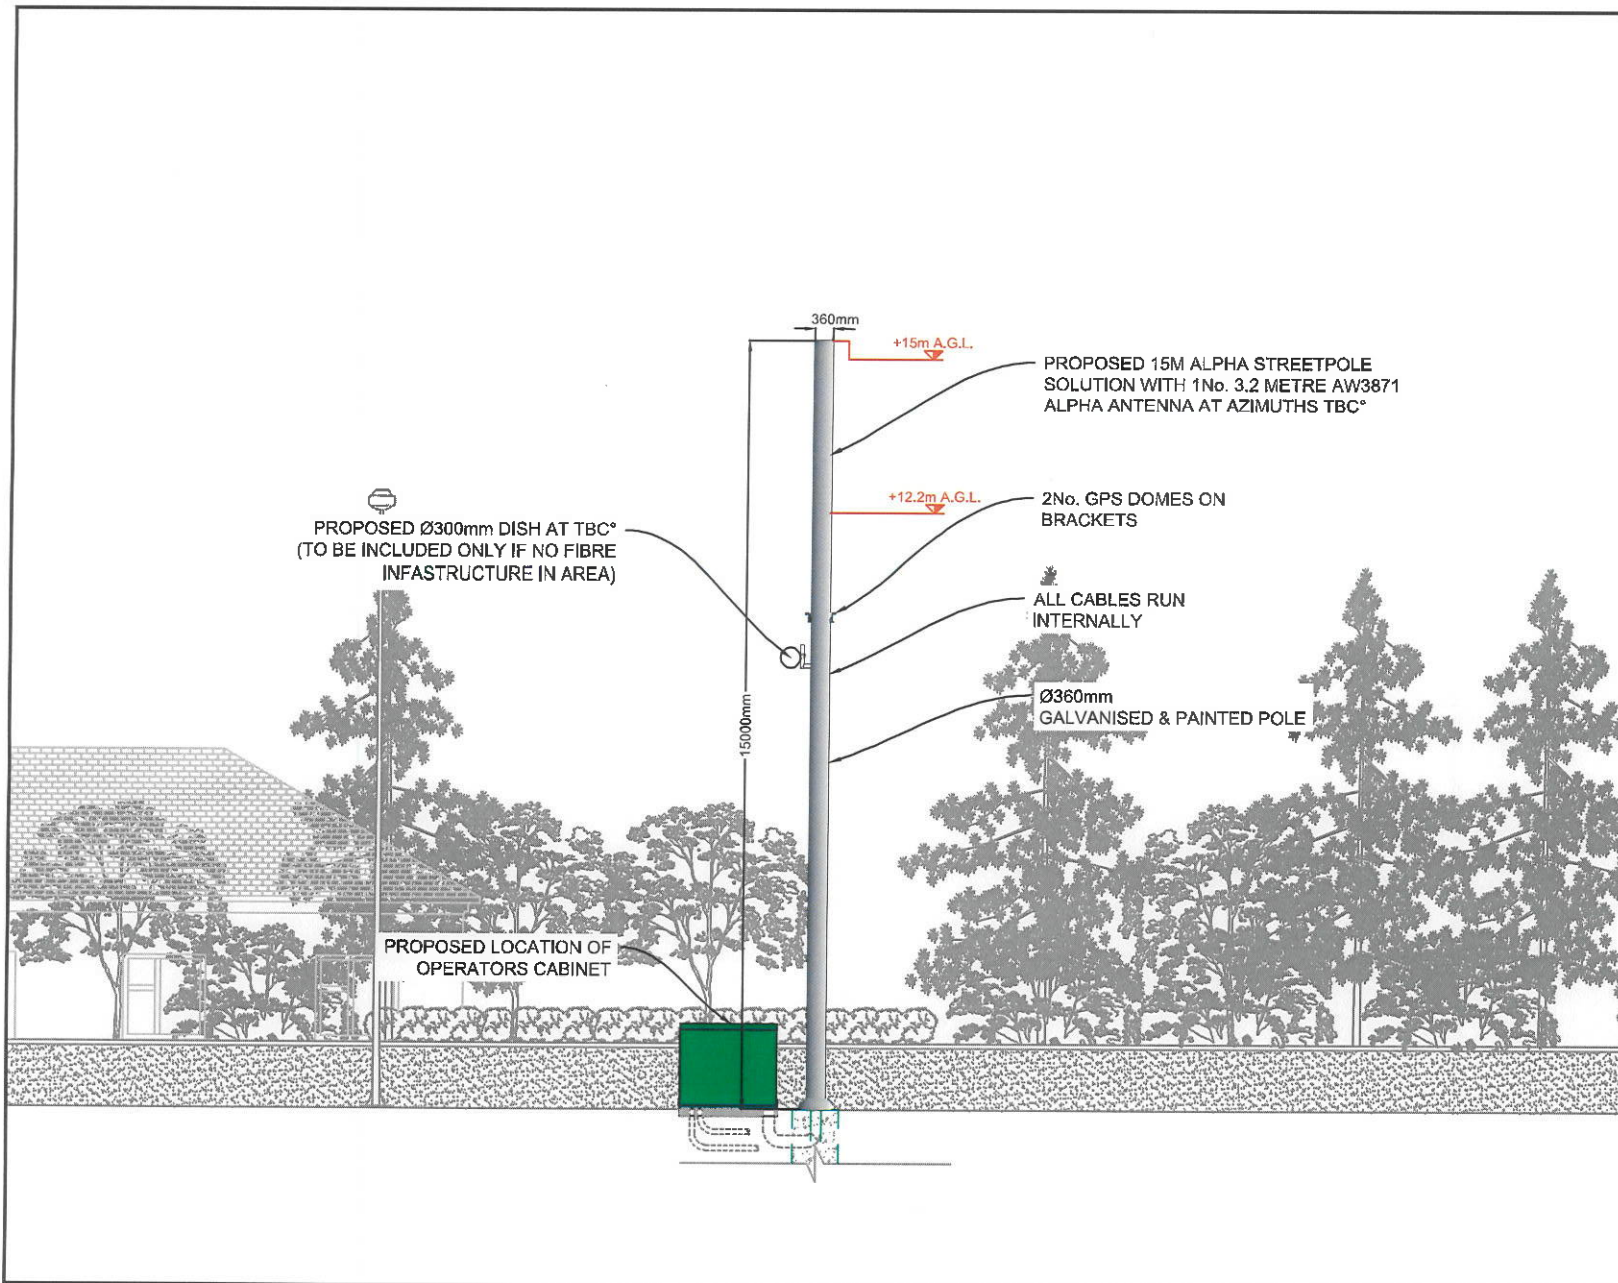 360mm
+15m A.G.L.
PROPOSED 15M ALPHA STREETPOLE
SOLUTION WITH 1No. 3.2 METRE AW3871
ALPHA ANTENNA AT AZIMUTHS TBC°
+12.2m A.G.L.
2No. GPS DOMES ON
BRACKETS
PROPOSED Ø300mm DISH AT TBC°
(TO BE INCLUDED ONLY IF NO FIBRE
INFASTRUCTURE IN AREA)
ALL CABLES RUN
INTERNALLY
Ø360mm
GALVANISED & PAINTED POLE
15000mm
PROPOSED LOCATION OF
OPERATORS CABINET